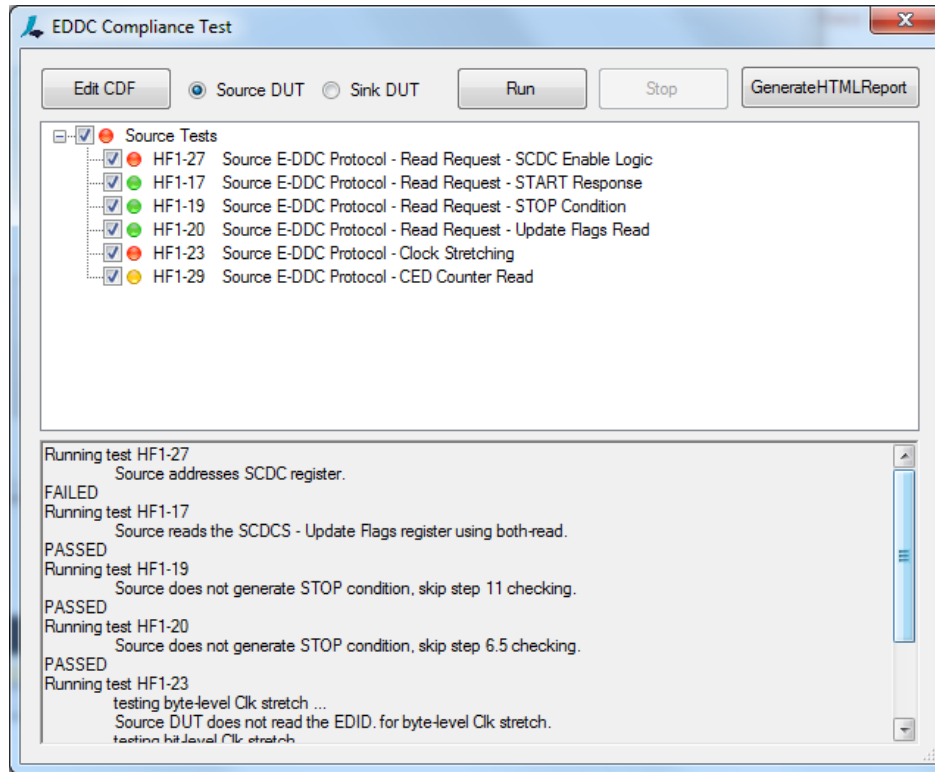 EDDC Compliance Test
Edit CDF Source DUT Sink DUT Run Stop GenerateHTMLReport
Source Tests
HF1-27 Source E-DDC Protocol - Read Request - SCDC Enable Logic
HF1-17 Source E-DDC Protocol - Read Request - START Response
HF1-19 Source E-DDC Protocol - Read Request - STOP Condition
HF1-20 Source E-DDC Protocol - Read Request - Update Flags Read
HF1-23 Source E-DDC Protocol - Clock Stretching
HF1-29 Source E-DDC Protocol - CED Counter Read
Running test HF1-27
Source addresses SCDC register.
FAILED
Running test HF1-17
Source reads the SCDCS - Update Flags register using both-read.
PASSED
Running test HF1-19
Source does not generate STOP condition, skip step 11 checking.
PASSED
Running test HF1-20
Source does not generate STOP condition, skip step 6.5 checking.
PASSED
Running test HF1-23
testing byte-level Clk stretch ...
Source DUT does not read the EDID. for byte-level Clk stretch.
testing bit-level Clk stretch